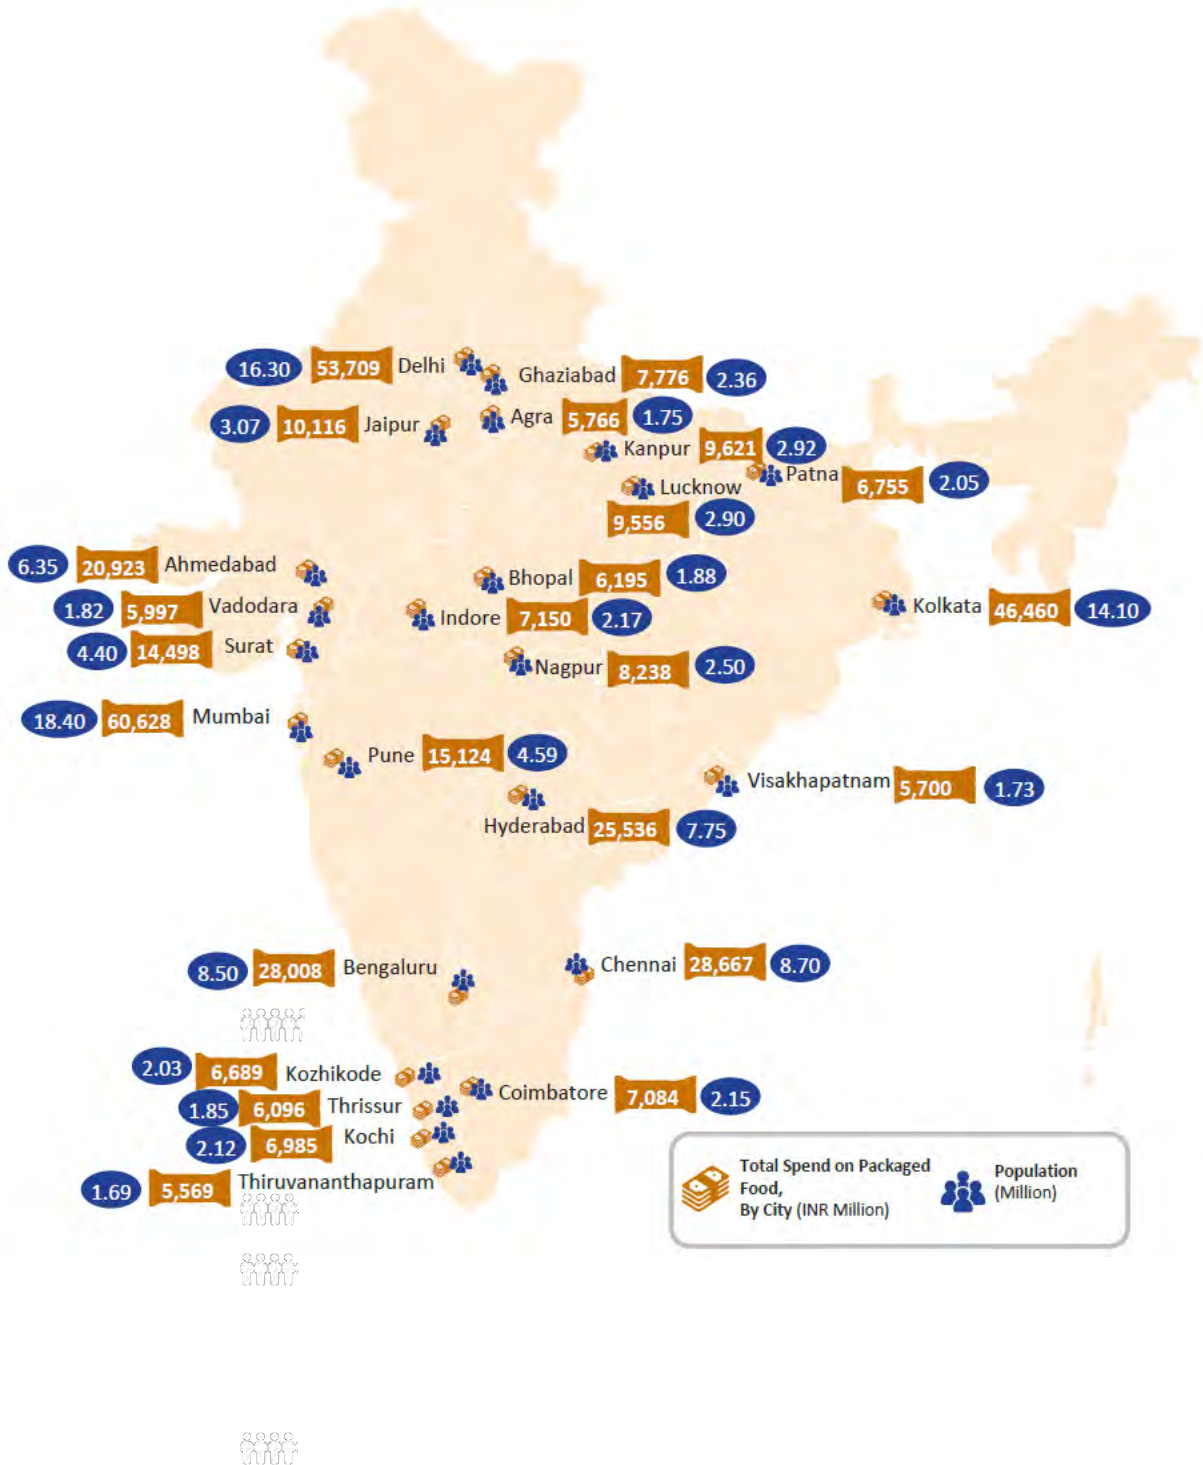 16.30 53,709 Delhi
Ghaziabad 7,776 2.36
3.07 10,116 Jaipur
Agra 5,766 1.75
Kanpur 9,621 2.92
Patna 6,755 2.05
Lucknow
9,556 2.90
6.35 20,923 Ahmedabad
Bhopal 6,195 1.88
1.82 5,997 Vadodara
Indore 7,150 2.17
Kolkata 46,460 14.10
4.40 14,498 Surat
Nagpur 8,238 2.50
18.40 60,628 Mumbai
Pune 15,124 4.59
Visakhapatnam 5,700 1.73
Hyderabad 25,536 7.75
8.50 28,008 Bengaluru
Chennai 28,667 8.70
2.03 6,689 Kozhikode
Coimbatore 7,084 2.15
1.85 6,096 Thrissur
2.12 6,985 Kochi
1.69 5,569 Thiruvananthapuram
Total Spend on Packaged
Food,
By City (INR Million)
Population
(Million)